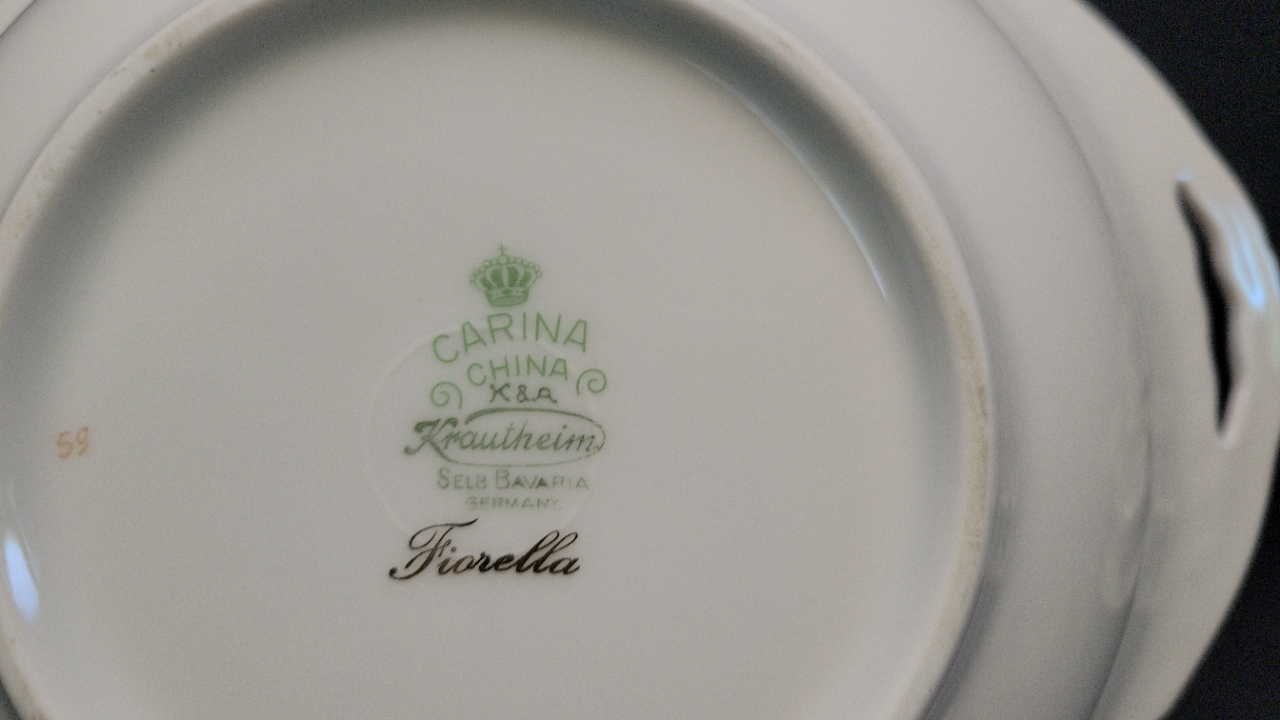 CARINA
CHINA
K&A
Krautheim
SELB BAVARIA
GERMANY
Fiorella
59